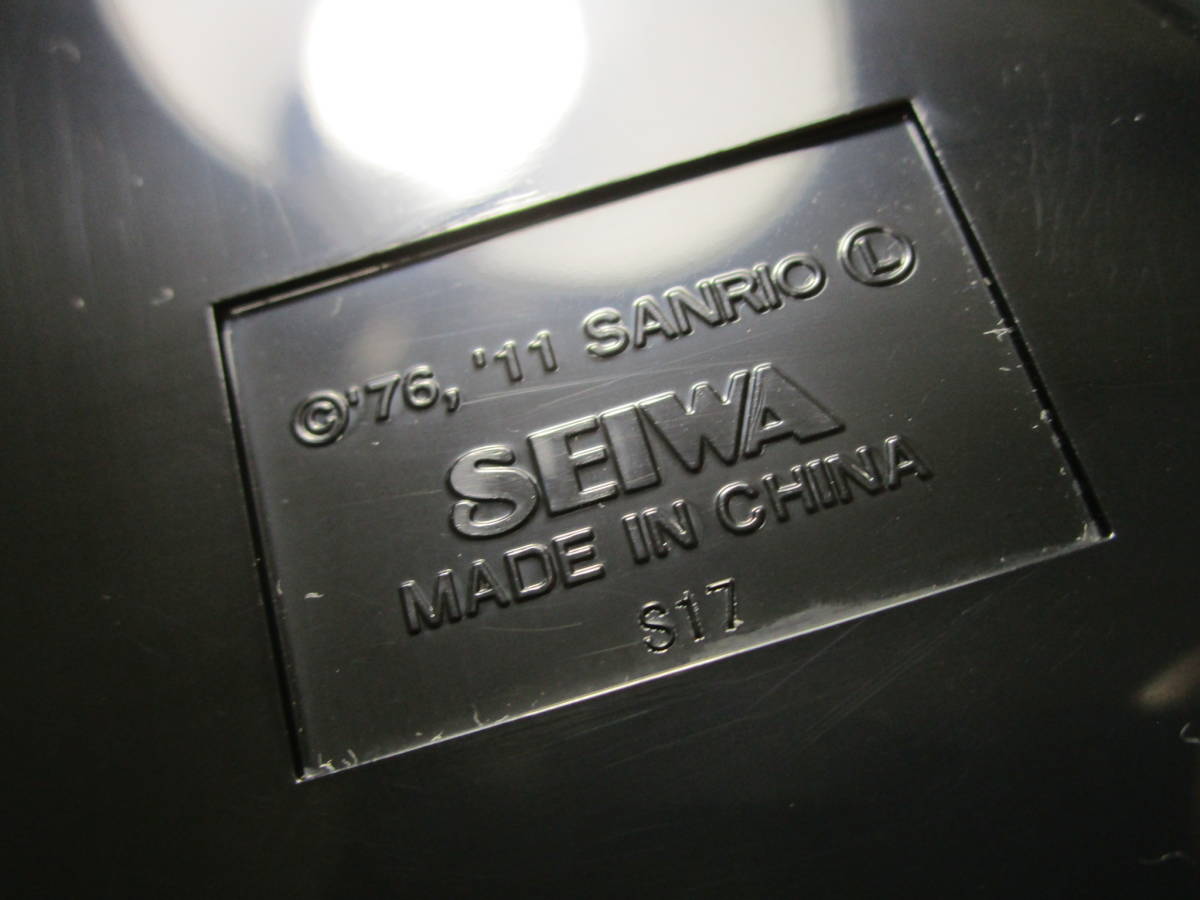 ©'76, '11 SANRIO Ⓛ
SEIWA
MADE IN CHINA
S17